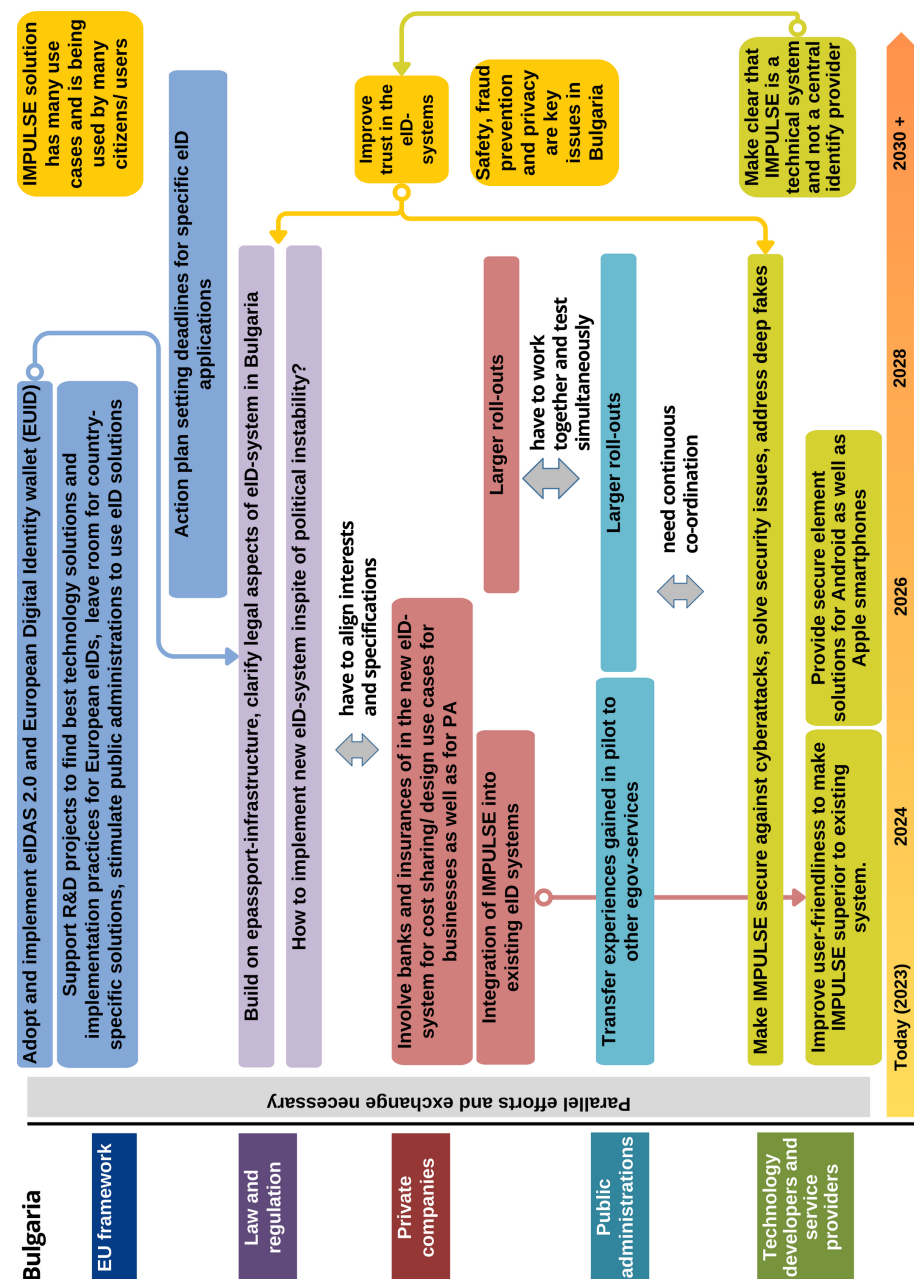 Bulgaria
EU framework
Law and
regulation
Private
companies
Public
administrations
Technology
developers and
service
providers
Parallel efforts and exchange necessary
Adopt and implement eIDAS 2.0 and European Digital Identity wallet (EUID)
Support R&D projects to find best technology solutions and
implementation practices for European eIDs, leave room for country-
specific solutions, stimulate public administrations to use eID solutions
Action plan setting deadlines for specific eID
applications
IMPULSE solution
has many use
cases and is being
used by many
citizens/ users
Build on epassport-infrastructure, clarify legal aspects of eID-system in Bulgaria
How to implement new eID-system inspite of political instability?
have to align interests
and specifications
Improve
trust in the
eID-
systems
Safety, fraud
prevention
and privacy
are key
issues in
Bulgaria
Involve banks and insurances of in the new eID-
system for cost sharing/ design use cases for
businesses as well as for PA
Integration of IMPULSE into
existing eID systems
Larger roll-outs
have to work
together and test
simultaneously
Transfer experiences gained in pilot to
other egov-services
Larger roll-outs
need continuous
co-ordination
Make IMPULSE secure against cyberattacks, solve security issues, address deep fakes
Make clear that
IMPULSE is a
technical system
and not a central
identify provider
Improve user-friendiness to make
IMPULSE superior to existing
system.
Provide secure element
solutions for Android as well as
Apple smartphones
Today (2023)
2024
2026
2028
2030 +